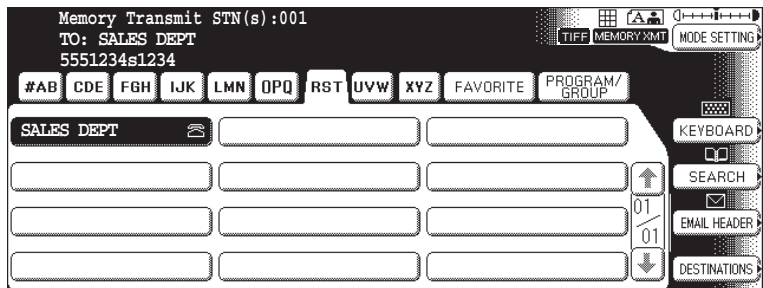 Memory Transmit STN(s):001
TO: SALES DEPT
5551234s1234
TIFF MEMORY XMT
MODE SETTING
#AB CDE FGH IJK LMN OPQ RST UVW XYZ FAVORITE PROGRAM/
GROUP
SALES DEPT
KEYBOARD
SEARCH
01
01
EMAIL HEADER
DESTINATIONS